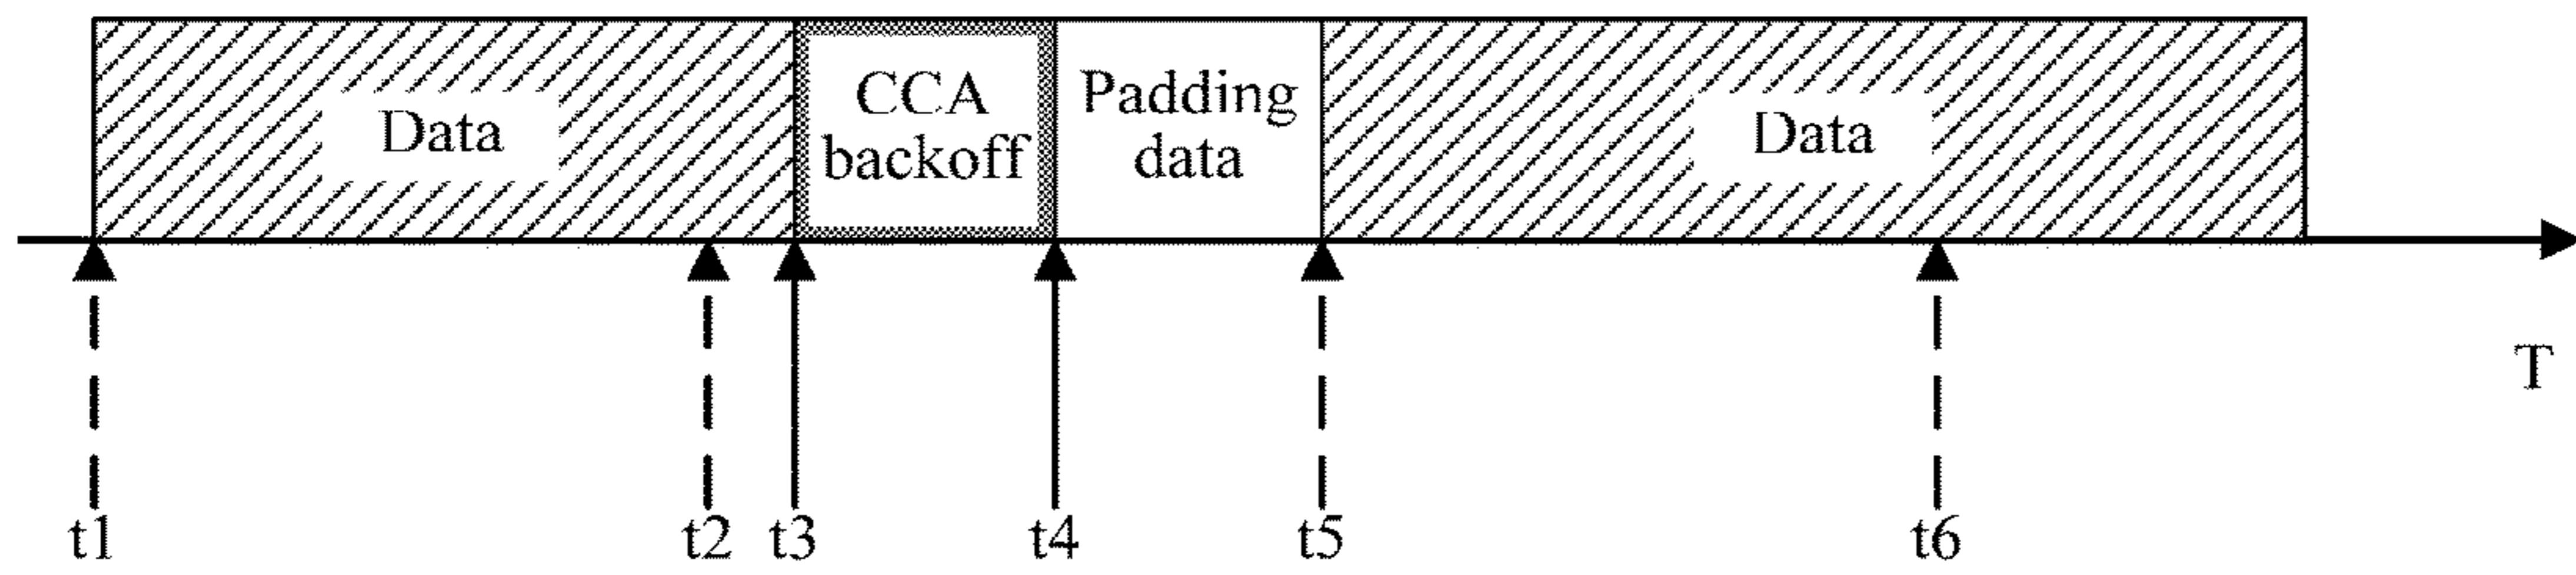 Data
CCA
backoff
Padding
data
Data
T
t1
t2
t3
t4
t5
t6